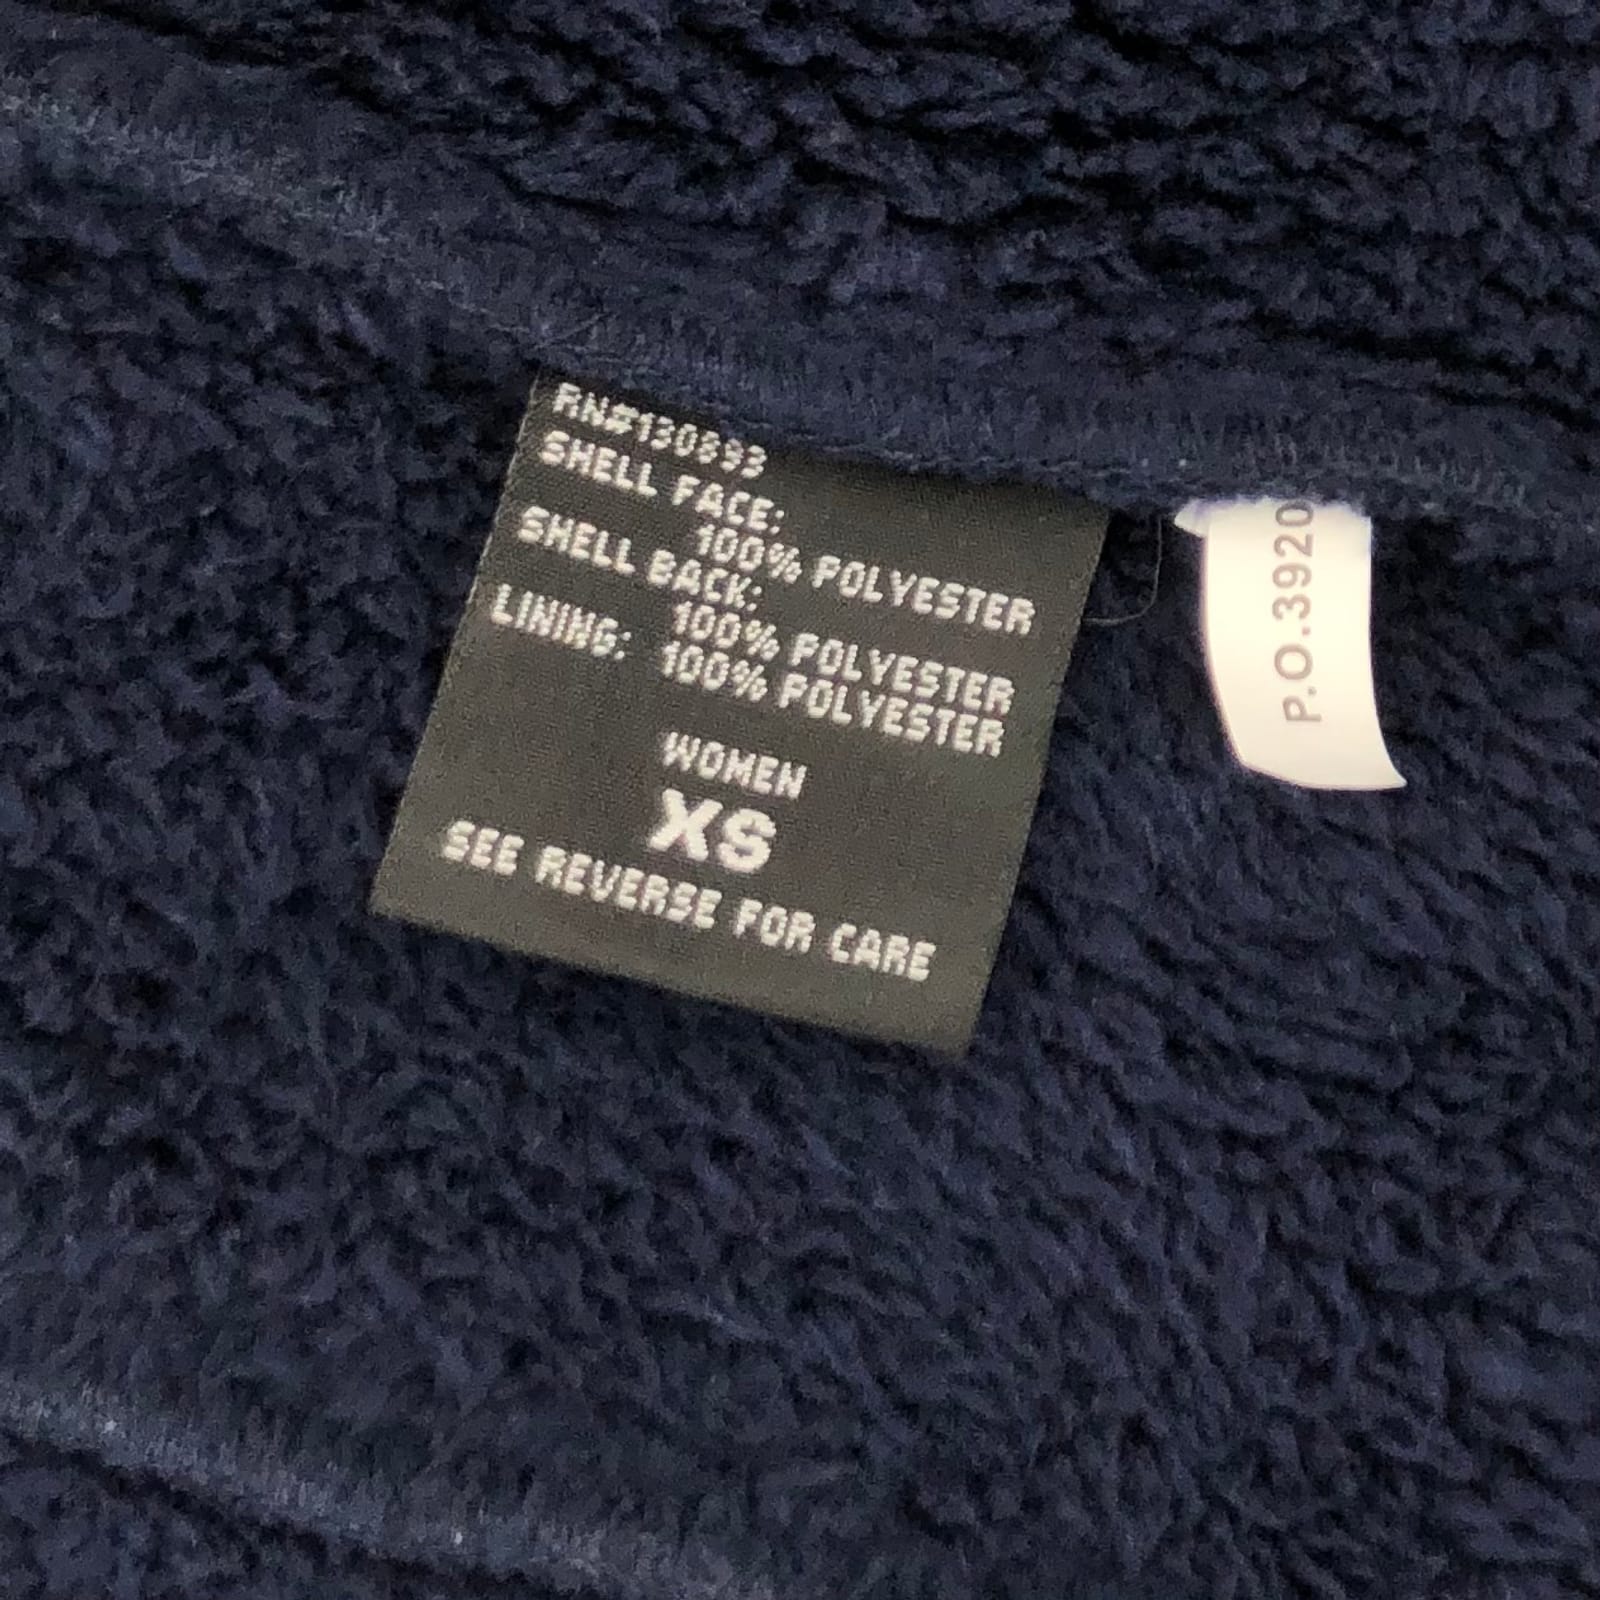 RN#130893
SHELL FACE:
100% POLYESTER
SHELL BACK:
100% POLYESTER
LINING: 100% POLYESTER
WOMEN
XS
SEE REVERSE FOR CARE
P.O.3920